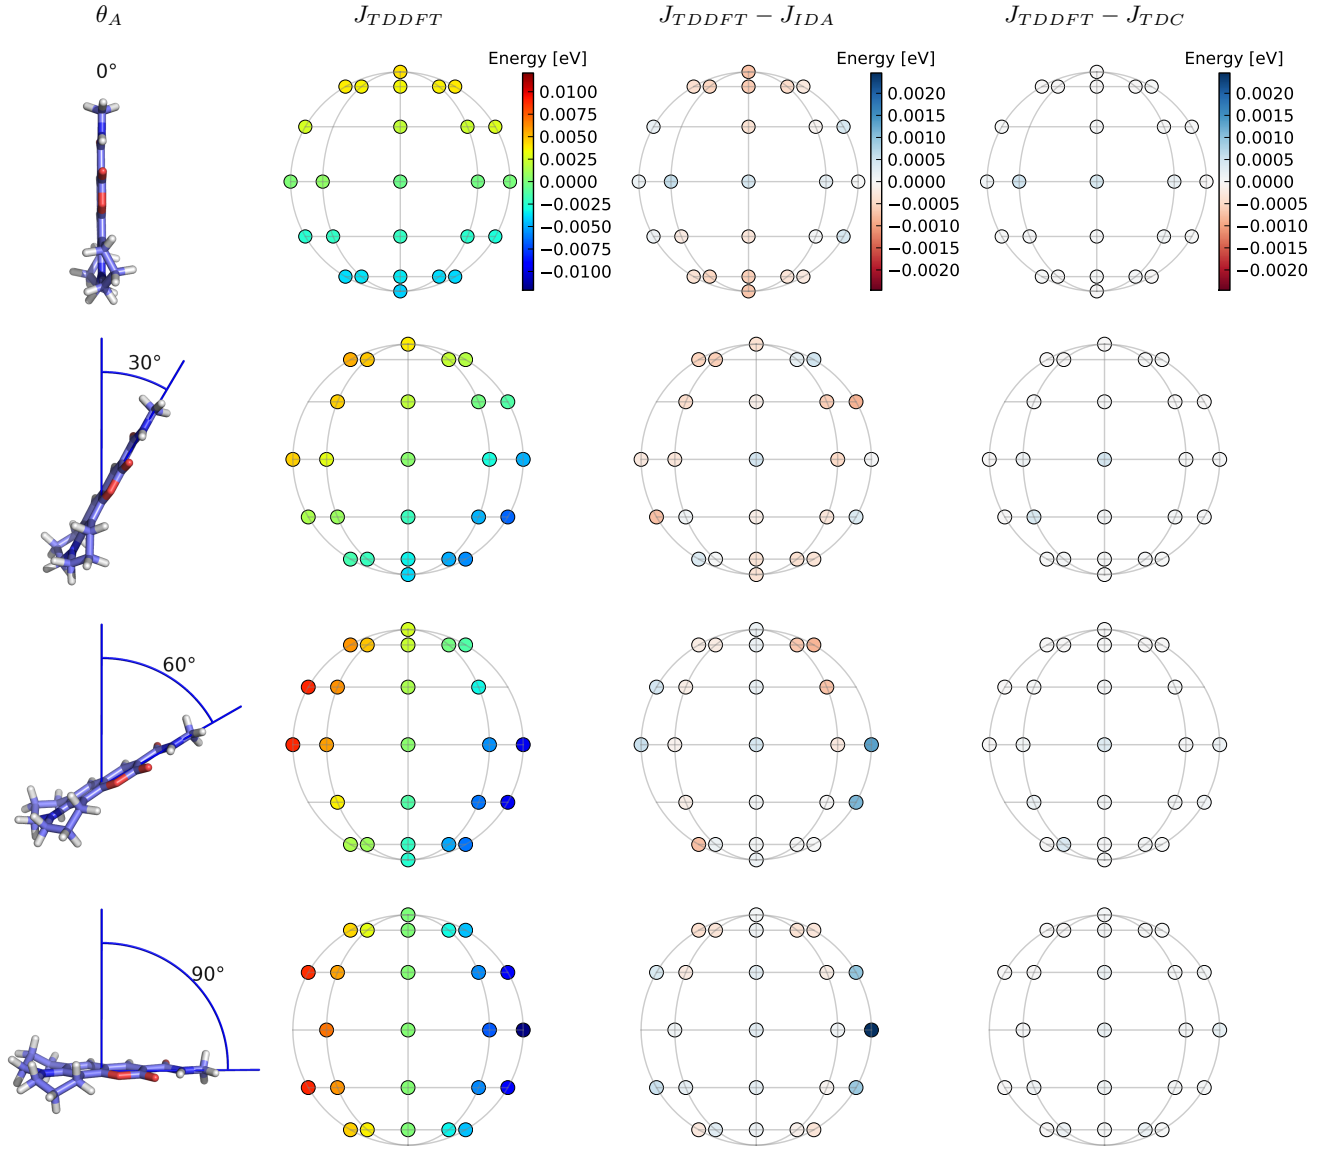 θ_A J_TDDFT J_TDDFT − J_IDA J_TDDFT − J_TDC
0°
Energy [eV] Energy [eV] Energy [eV]
0.0100 0.0020 0.0020
0.0075 0.0015 0.0015
0.0050 0.0010 0.0010
0.0025 0.0005 0.0005
0.0000 0.0000 0.0000
−0.0025 −0.0005 −0.0005
−0.0050 −0.0010 −0.0010
−0.0075 −0.0015 −0.0015
−0.0100 −0.0020 −0.0020
30°
60°
90°